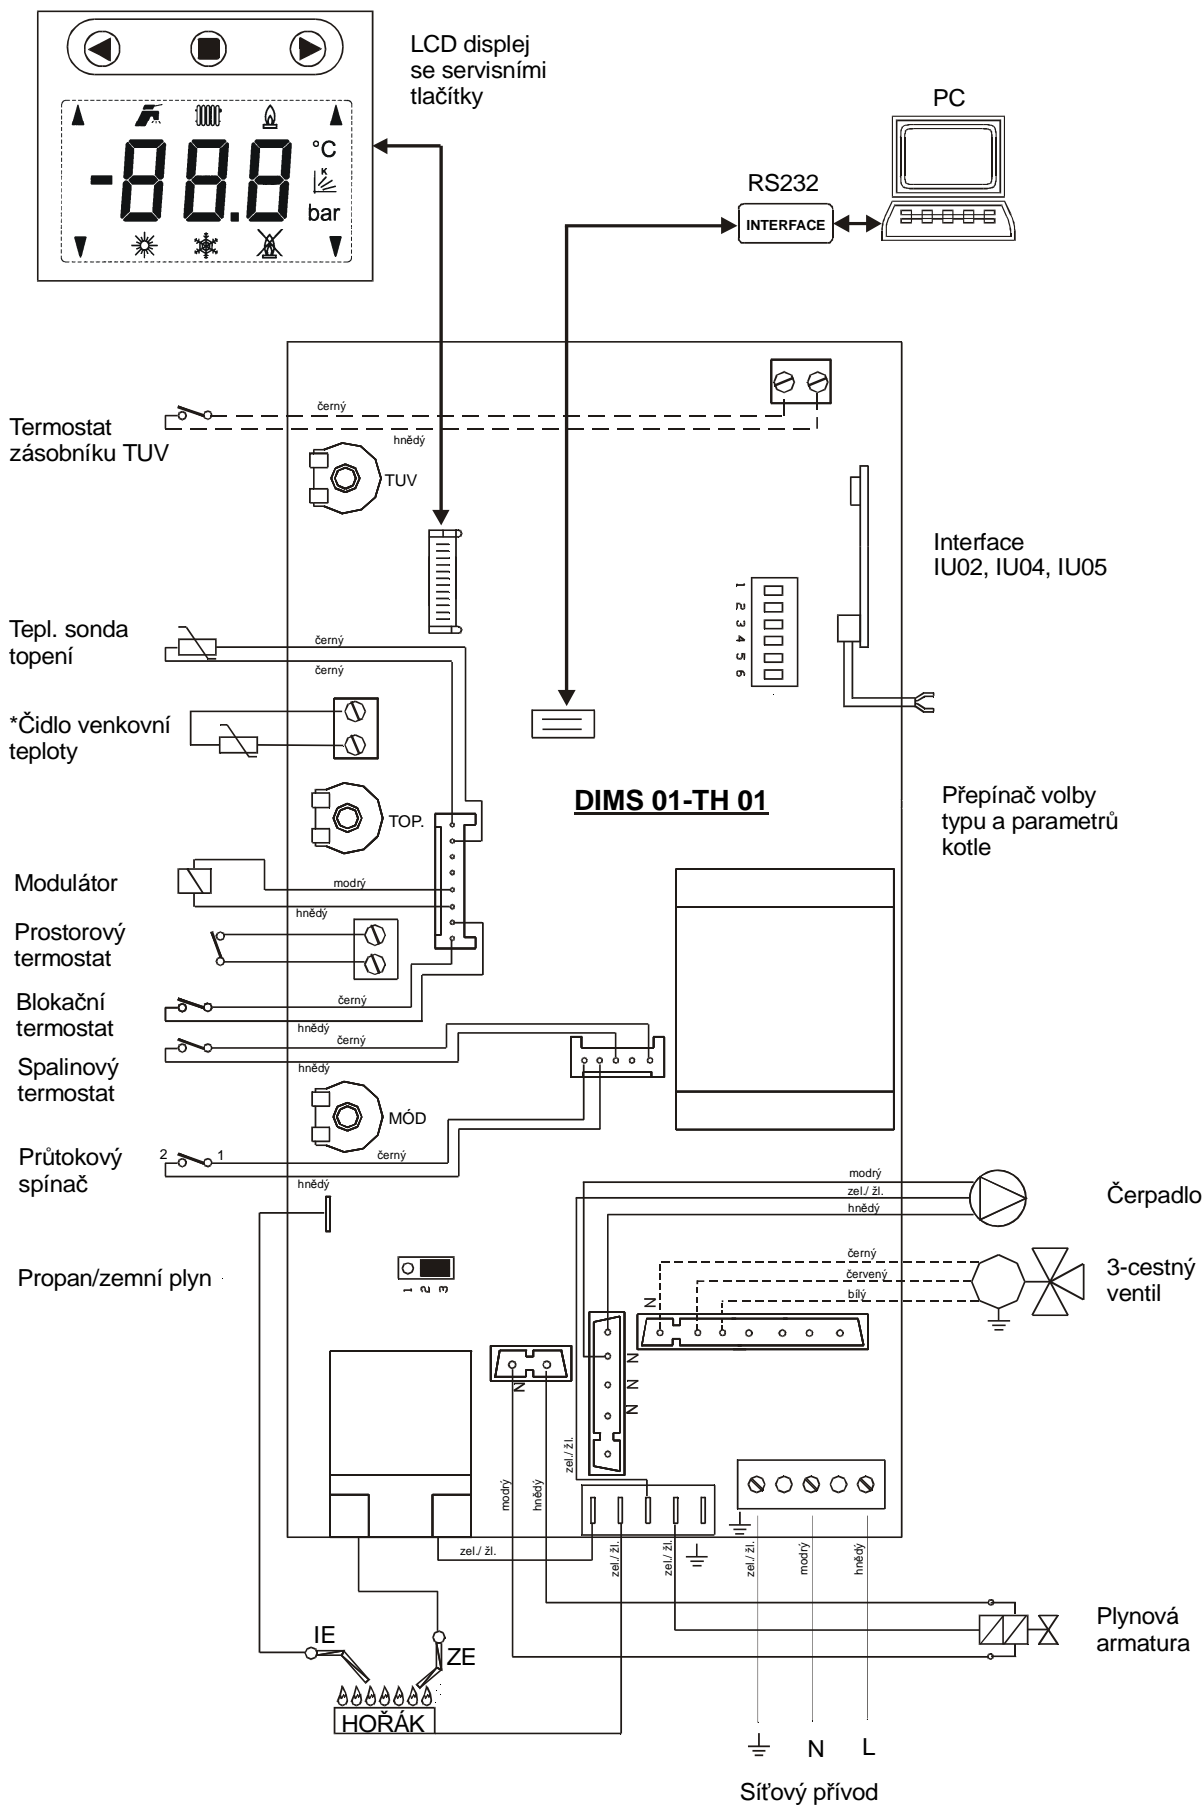 LCD displej
se servisními
tlačítky
°C
K
bar
-88.8
PC
RS232
INTERFACE
Termostat
zásobníku TUV
černý
hnědý
TUV
Interface
IU02, IU04, IU05
1
2
3
4
5
6
Tepl. sonda
topení
černý
černý
*Čidlo venkovní
teploty
DIMS 01-TH 01
Přepínač volby
typu a parametrů
kotle
TOP.
Modulátor
modrý
hnědý
Prostorový
termostat
Blokační
termostat
černý
hnědý
Spalinový
termostat
černý
hnědý
MÓD
Průtokový
spínač
2
1
černý
hnědý
modrý
zel./ žl.
hnědý
Čerpadlo
Propan/zemní plyn
1
2
3
černý
červený
bílý
3-cestný
ventil
N
N
N
N
N
zel./ žl.
modrý
hnědý
zel./ žl.
zel./ žl.
zel./ žl.
zel./ žl.
modrý
hnědý
IE
ZE
HOŘÁK
Plynová
armatura
N
L
Síťový přívod